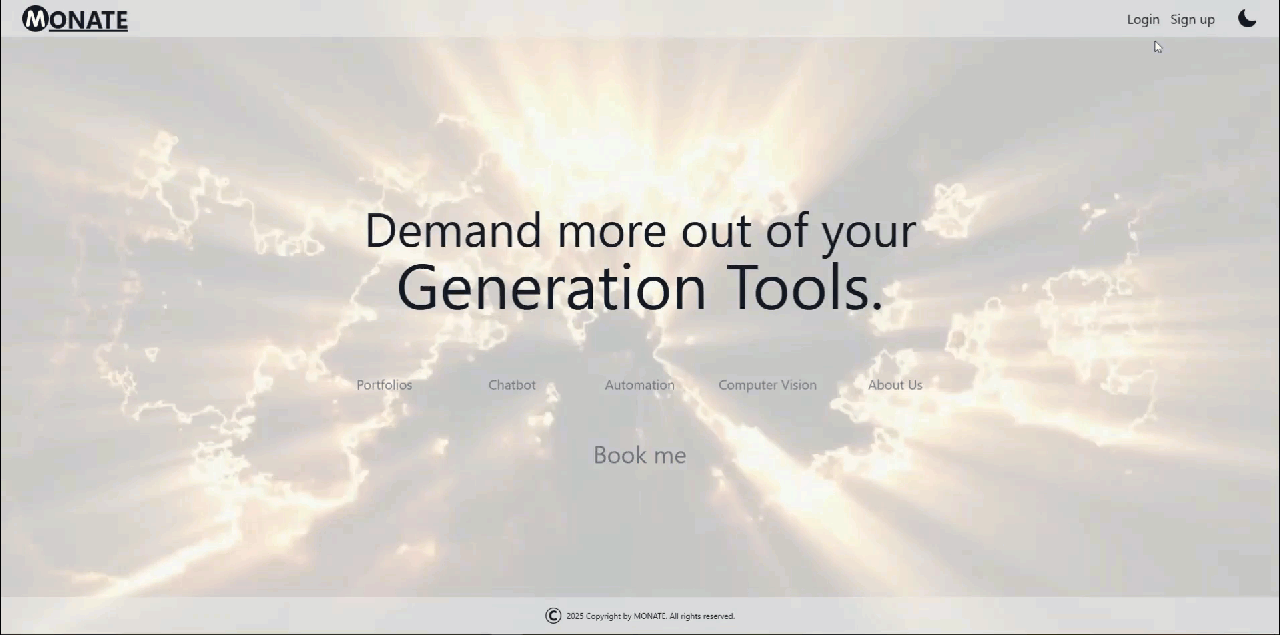 MONATE
Login Sign up
Demand more out of your
Generation Tools.
Portfolios Chatbot Automation Computer Vision About Us
Book me
© 2025 Copyright by MONATE. All rights reserved.